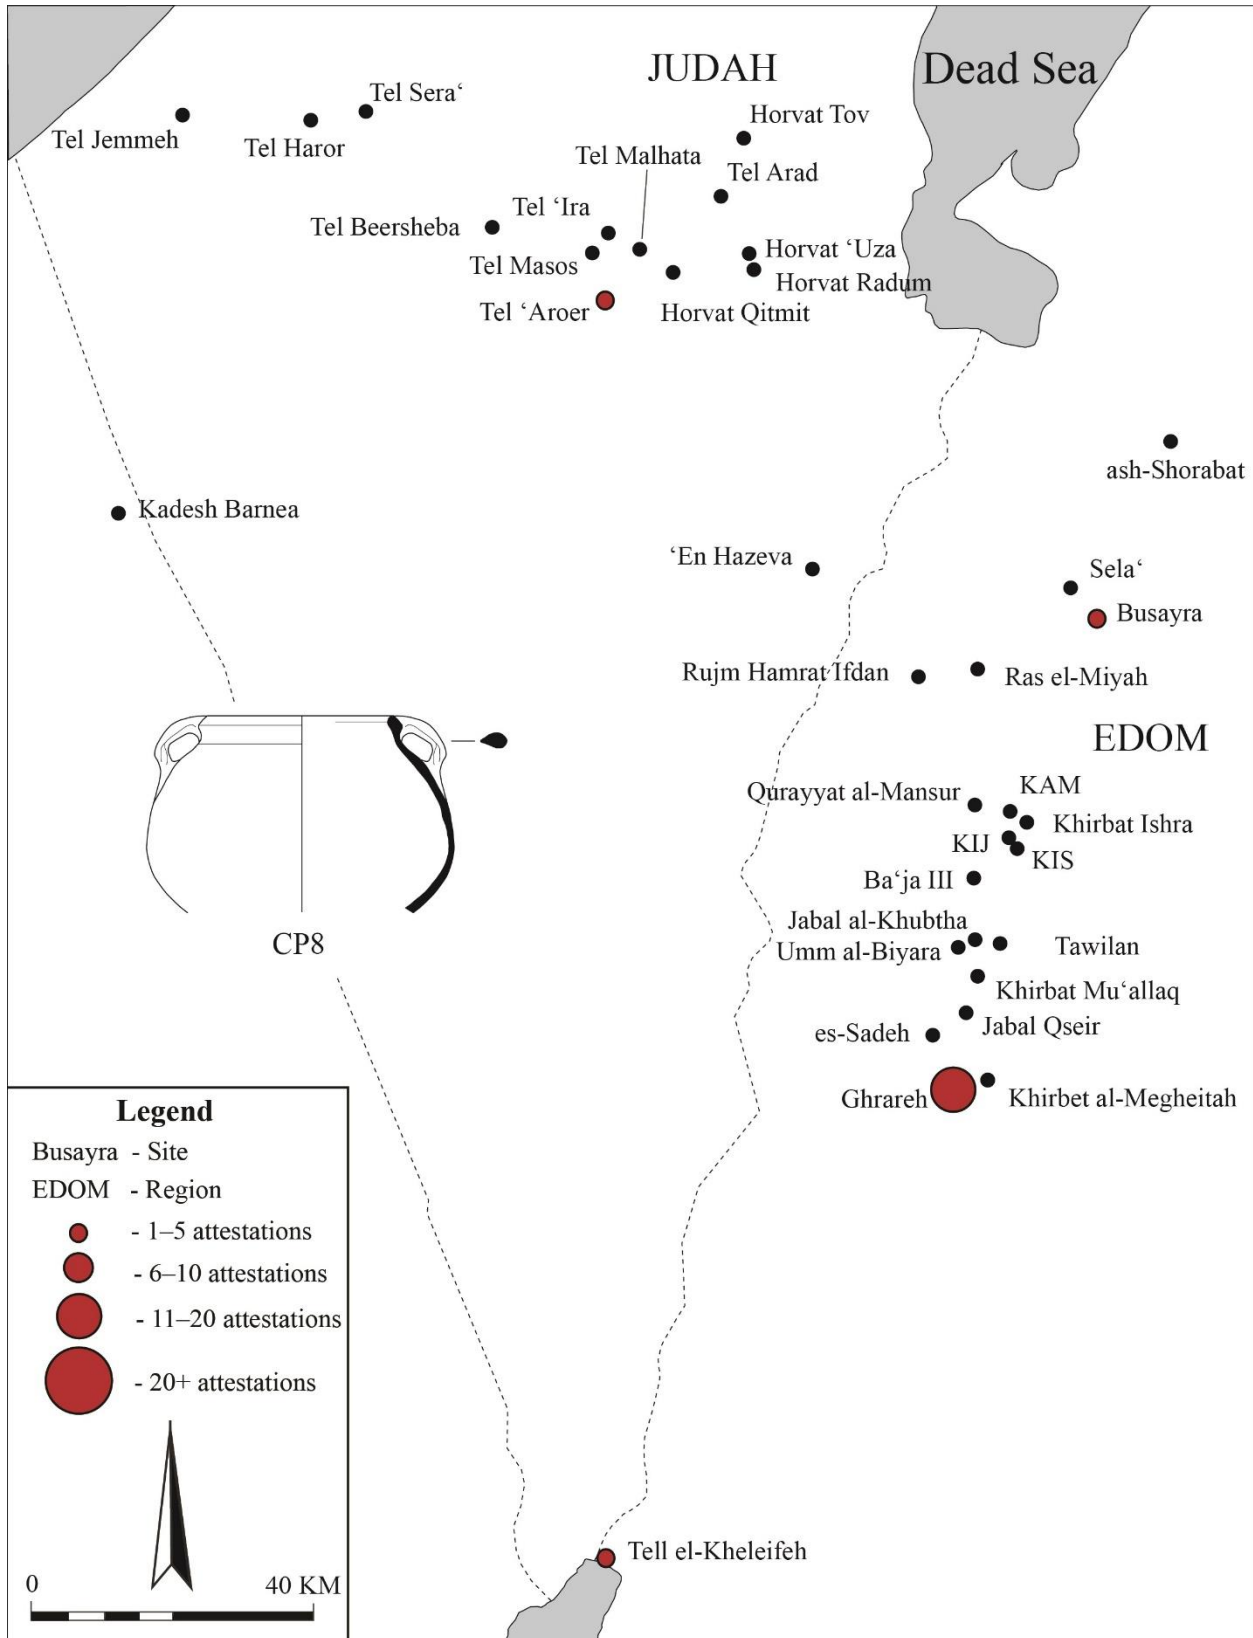 JUDAH
Dead Sea
Tel Sera‘
Tel Jemmeh
Tel Haror
Horvat Tov
Tel Malhata
Tel Arad
Tel ‘Ira
Tel Beersheba
Tel Masos
Horvat ‘Uza
Horvat Radum
Tel ‘Aroer
Horvat Qitmit
ash-Shorabat
Kadesh Barnea
‘En Hazeva
Sela‘
Busayra
Rujm Hamrat Ifdan
Ras el-Miyah
EDOM
Qurayyat al-Mansur
KAM
Khirbat Ishra
KIJ
KIS
Ba‘ja III
Jabal al-Khubtha
Umm al-Biyara
Tawilan
CP8
Khirbat Mu‘allaq
Jabal Qseir
es-Sadeh
Ghrareh
Khirbet al-Megheitah
Legend
Busayra - Site
EDOM - Region
- 1–5 attestations
- 6–10 attestations
- 11–20 attestations
- 20+ attestations
Tell el-Kheleifeh
0 40 KM